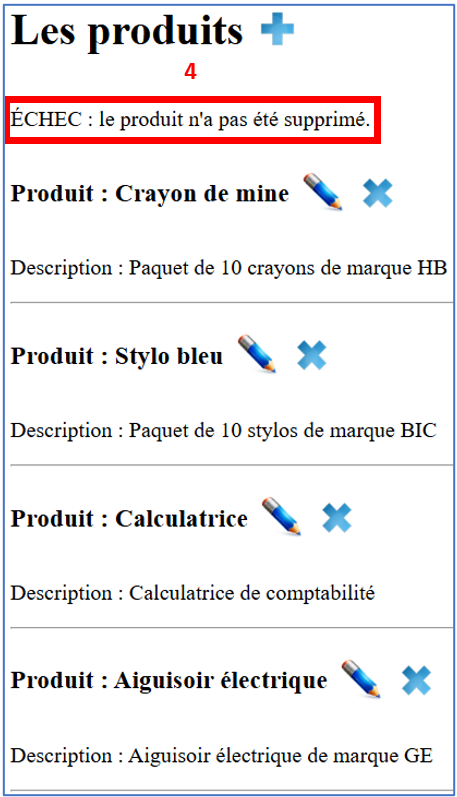 Les produits
4
ÉCHEC : le produit n'a pas été supprimé.
Produit : Crayon de mine
Description : Paquet de 10 crayons de marque HB
Produit : Stylo bleu
Description : Paquet de 10 stylos de marque BIC
Produit : Calculatrice
Description : Calculatrice de comptabilité
Produit : Aiguisoir électrique
Description : Aiguisoir électrique de marque GE